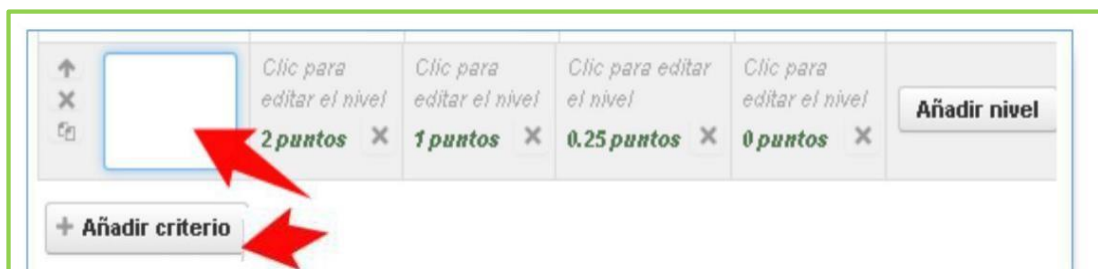 Clic para
editar el nivel
2 puntos
Clic para
editar el nivel
1 puntos
Clic para editar
el nivel
0.25 puntos
Clic para
editar el nivel
0 puntos
Añadir nivel
+ Añadir criterio